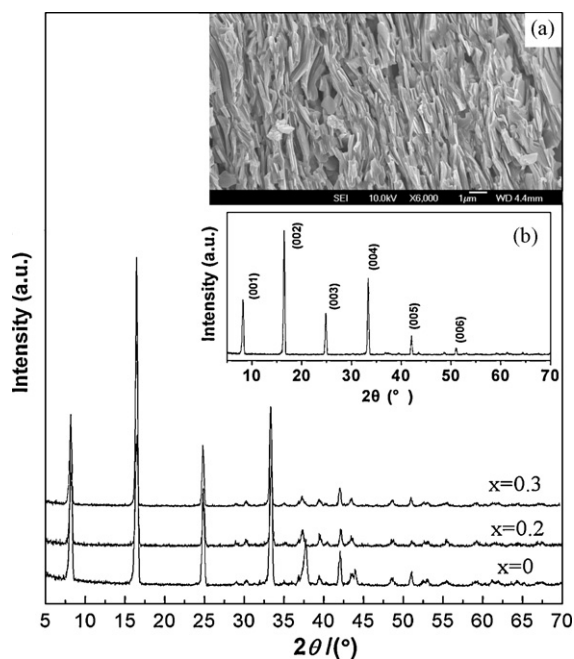 (a)
SEI 10.0kV X6,000 1μm WD 4.4mm
(b)
(001)
(002)
(003)
(004)
(005)
(006)
Intensity (a.u.)
10 20 30 40 50 60 70
2θ (°)
Intensity (a.u.)
x=0.3
x=0.2
x=0
5 10 15 20 25 30 35 40 45 50 55 60 65 70
2θ /(°)